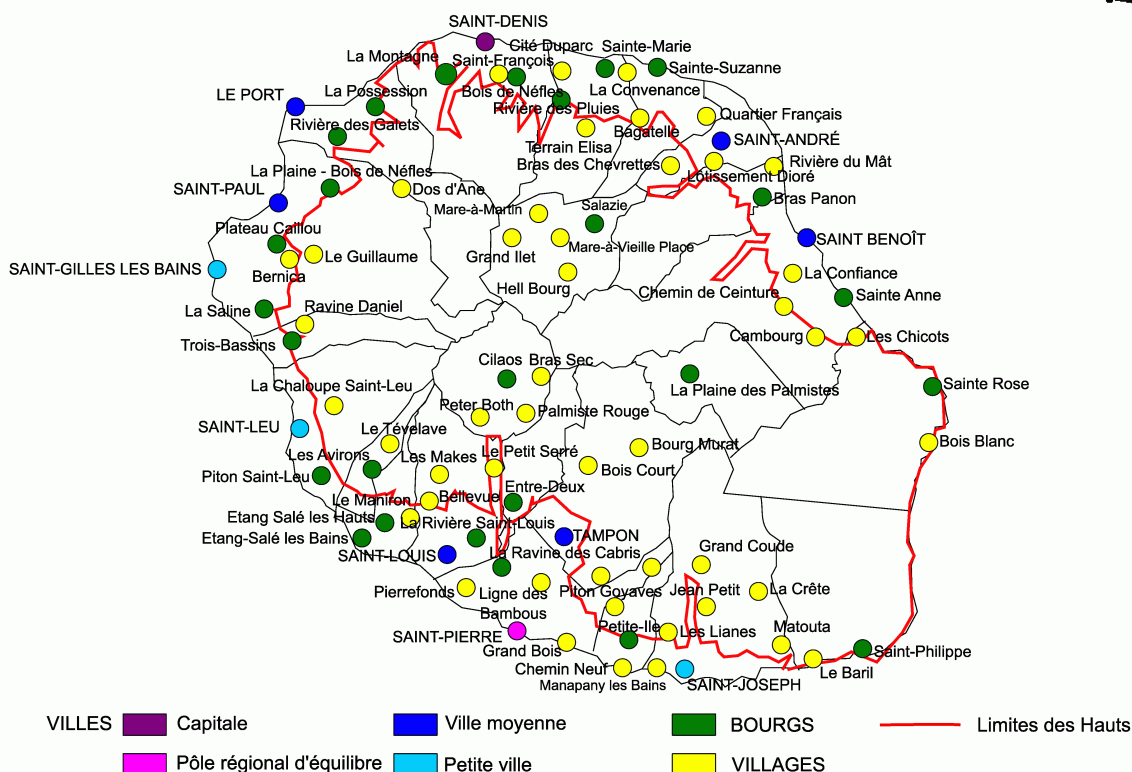 SAINT-DENIS
Cité Duparc
Sainte-Marie
La Montagne
Saint-François
Sainte-Suzanne
LE PORT
La Possession
Bois de Néfles
La Convenance
Rivière des Pluies
Quartier Français
Rivière des Galets
Bagatelle
SAINT-ANDRÉ
Terrain Elisa
Bras des Chevrettes
Rivière du Mât
La Plaine - Bois de Néfles
Lotissement Dioré
SAINT-PAUL
Dos d'Ane
Bras Panon
Mare-à-Martin
Salazie
Plateau Caillou
SAINT BENOÎT
Mare-à-Vieille Place
Le Guillaume
Grand Ilet
SAINT-GILLES LES BAINS
Bernica
La Confiance
Hell Bourg
Chemin de Ceinture
Sainte Anne
La Saline
Ravine Daniel
Cambourg
Les Chicots
Trois-Bassins
Cilaos
Bras Sec
La Chaloupe Saint-Leu
La Plaine des Palmistes
Sainte Rose
Peter Both
Palmiste Rouge
SAINT-LEU
Le Tévelave
Bois Blanc
Bourg Murat
Les Avirons
Les Makes
Le Petit Serré
Bois Court
Piton Saint-Leu
Entre-Deux
Le Maniron
Bellevue
Etang Salé les Hauts
La Rivière Saint-Louis
Etang-Salé les Bains
TAMPON
SAINT-LOUIS
La Ravine des Cabris
Grand Coude
Pierrefonds
Ligne des
Bambous
Piton Goyaves
Jean Petit
La Crête
SAINT-PIERRE
Petite-Ile
Les Lianes
Matouta
Grand Bois
Saint-Philippe
Chemin Neuf
Le Baril
Manapany les Bains
SAINT-JOSEPH
VILLES
Capitale
Ville moyenne
BOURGS
Limites des Hauts
Pôle régional d'équilibre
Petite ville
VILLAGES